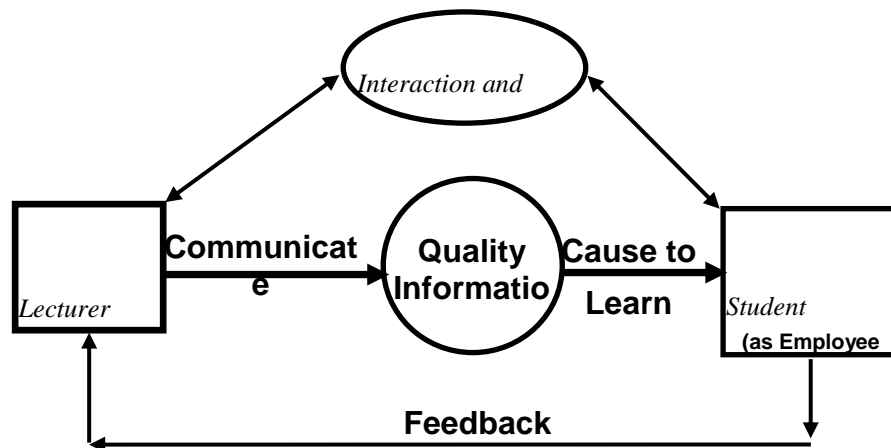 Interaction and
Communicat
e
Quality
Informatio
Cause to
Learn
Lecturer
Student
(as Employee
Feedback